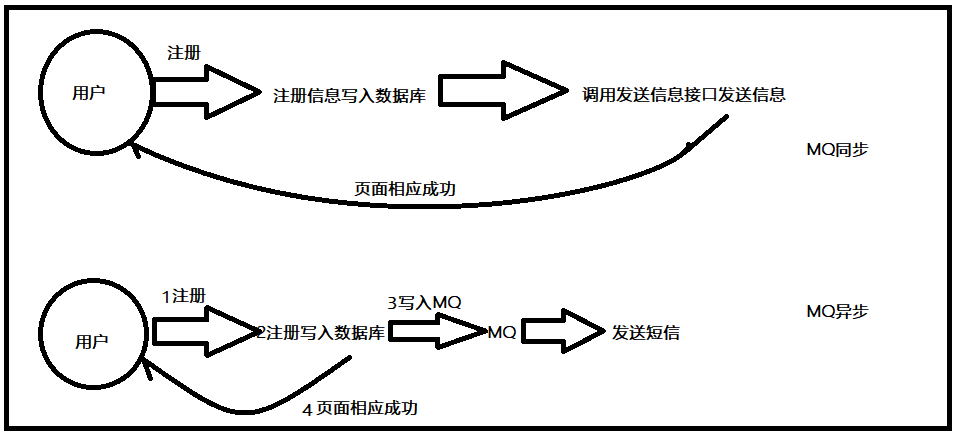 注册
用户
注册信息写入数据库
调用发送信息接口发送信息
MQ同步
页面相应成功
1注册
3写入MQ
MQ异步
用户
2注册写入数据库
MQ
发送短信
4 页面相应成功